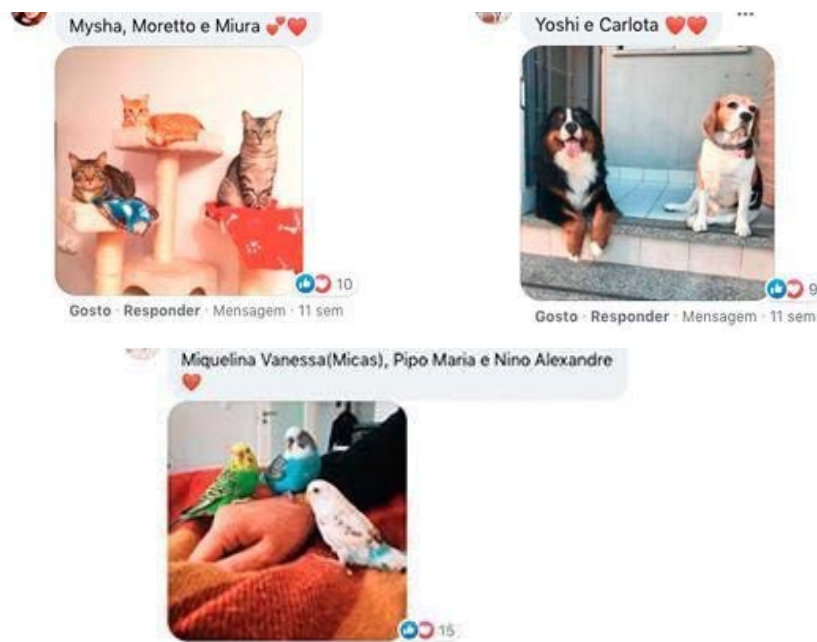 Mysha, Moretto e Miura 💕❤️
10
Gosto · Responder · Mensagem · 11 sem
Yoshi e Carlota ❤️❤️
9
Gosto · Responder · Mensagem · 11 sem
Miquelina Vanessa(Micas), Pipo Maria e Nino Alexandre
❤️
15